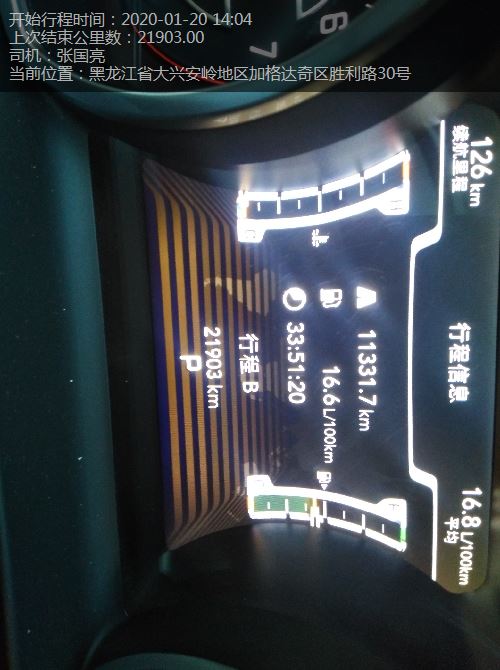 开始行程时间：2020-01-20 14:04
上次结束公里数：21903.00
司机：张国亮
当前位置：黑龙江省大兴安岭地区加格达奇区胜利路30号
6
7
126 km
续航里程
行程信息
16.8 L/100km
平均
11331.7 km
16.6 L/100km
33:51:20
行程 B
21903 km
P